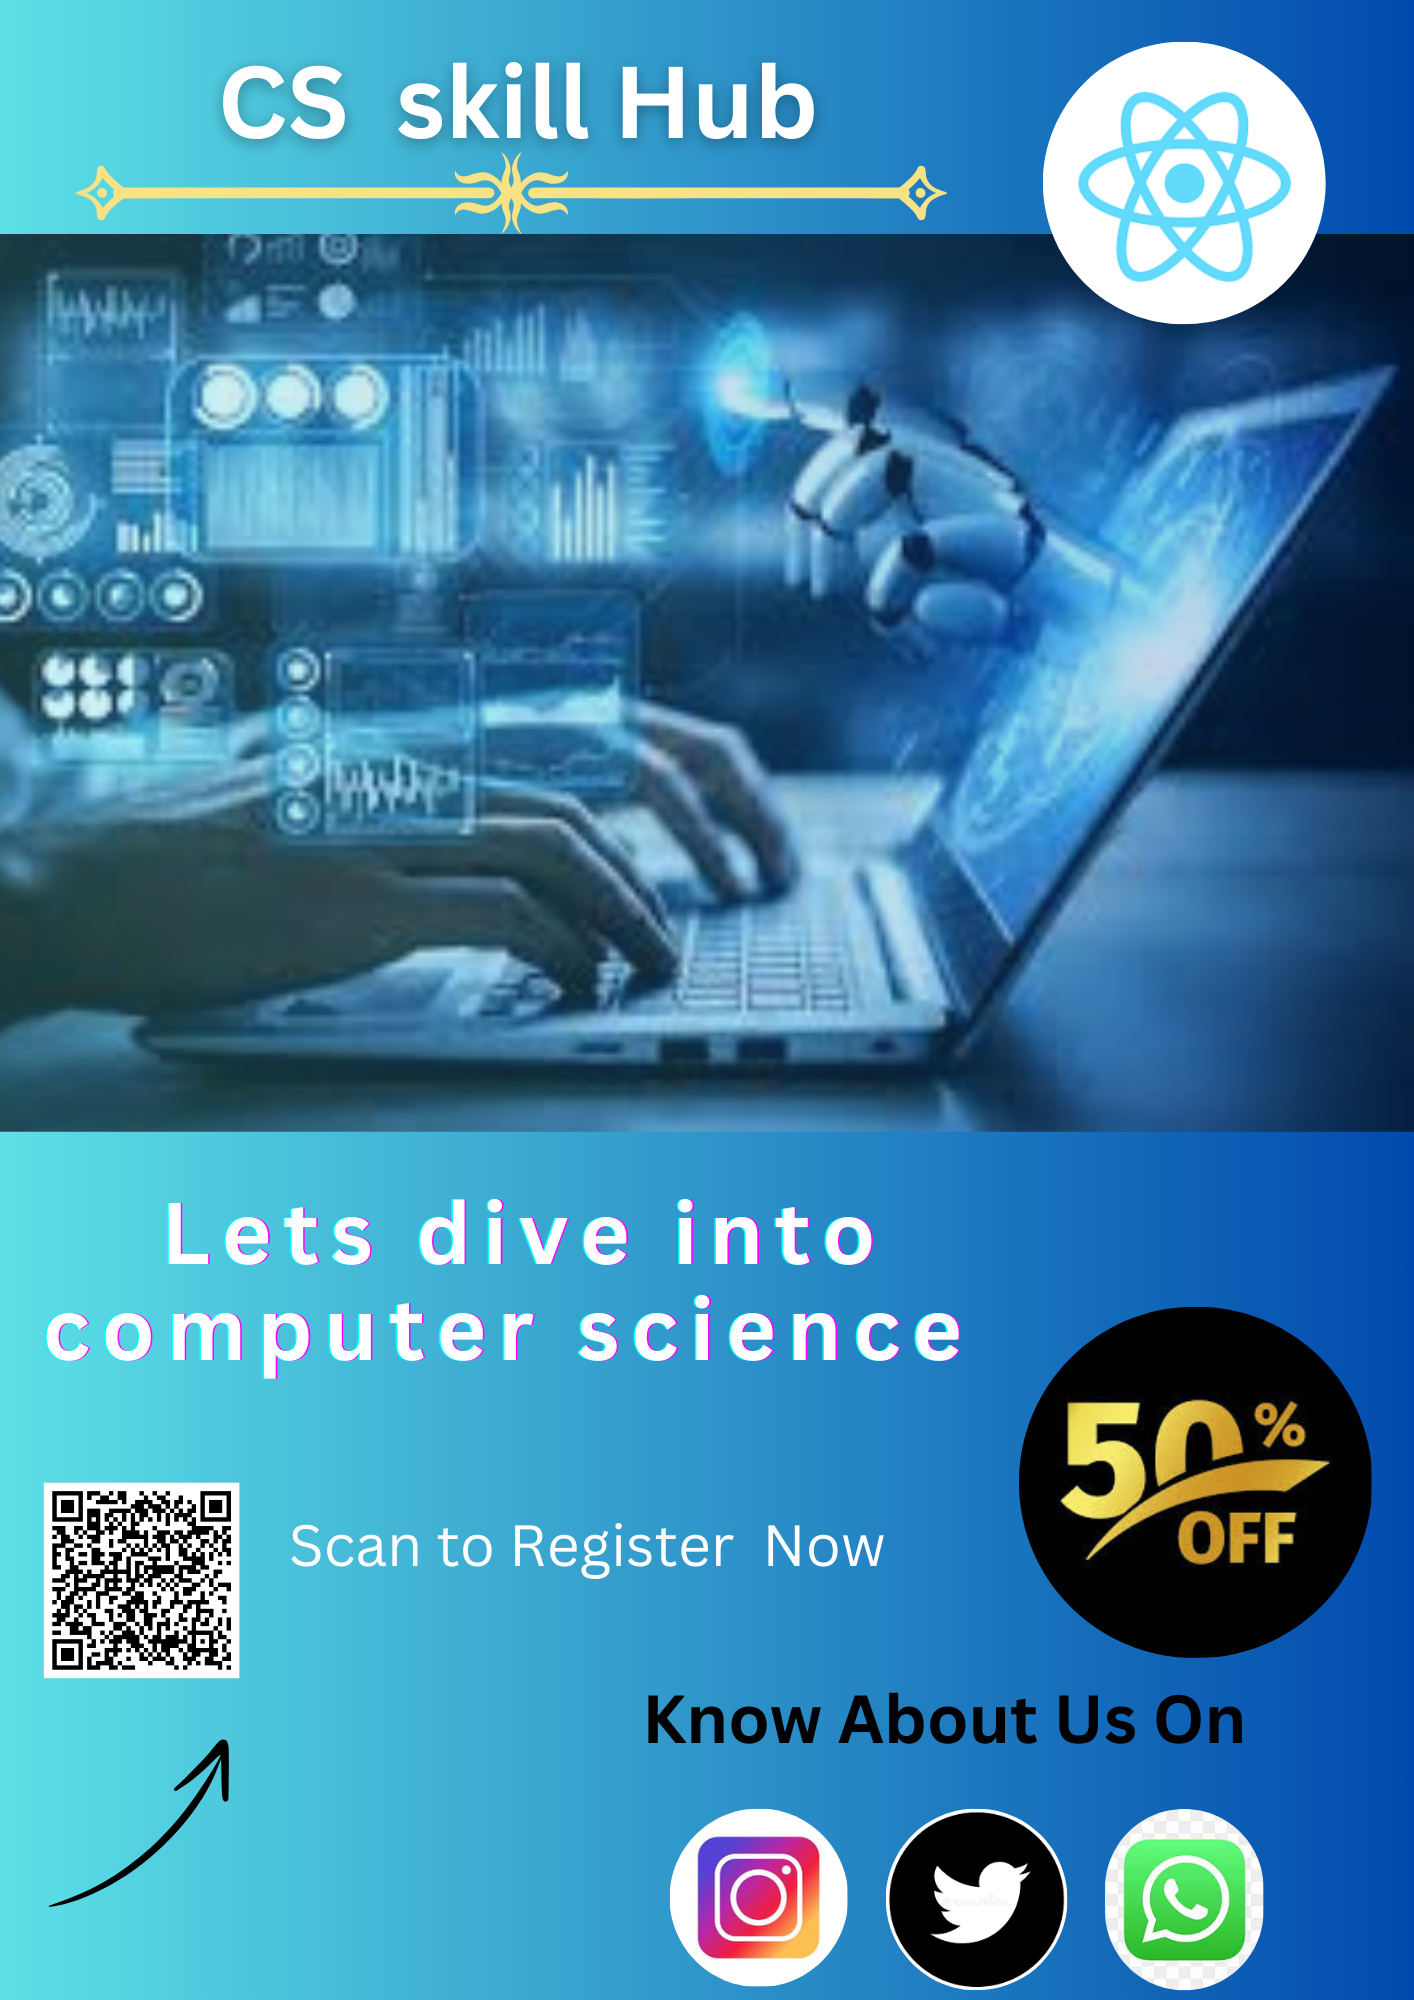 CS skill Hub
Lets dive into
computer science
50%
OFF
Scan to Register Now
Know About Us On